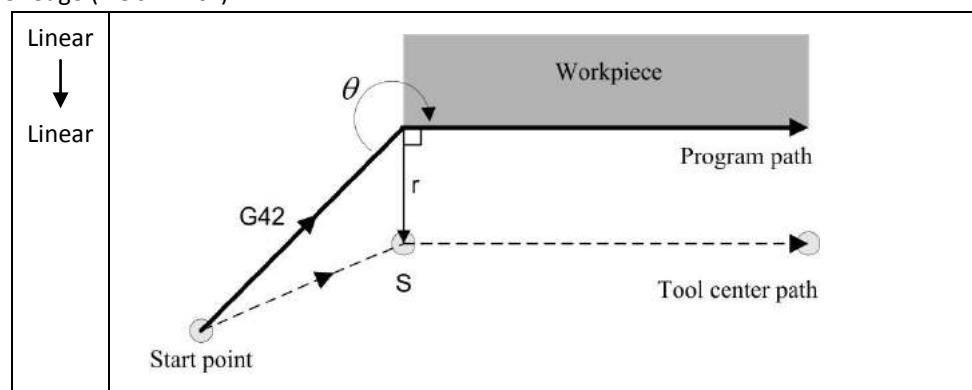 Linear
Linear
Workpiece
θ
Program path
r
G42
S
Tool center path
Start point